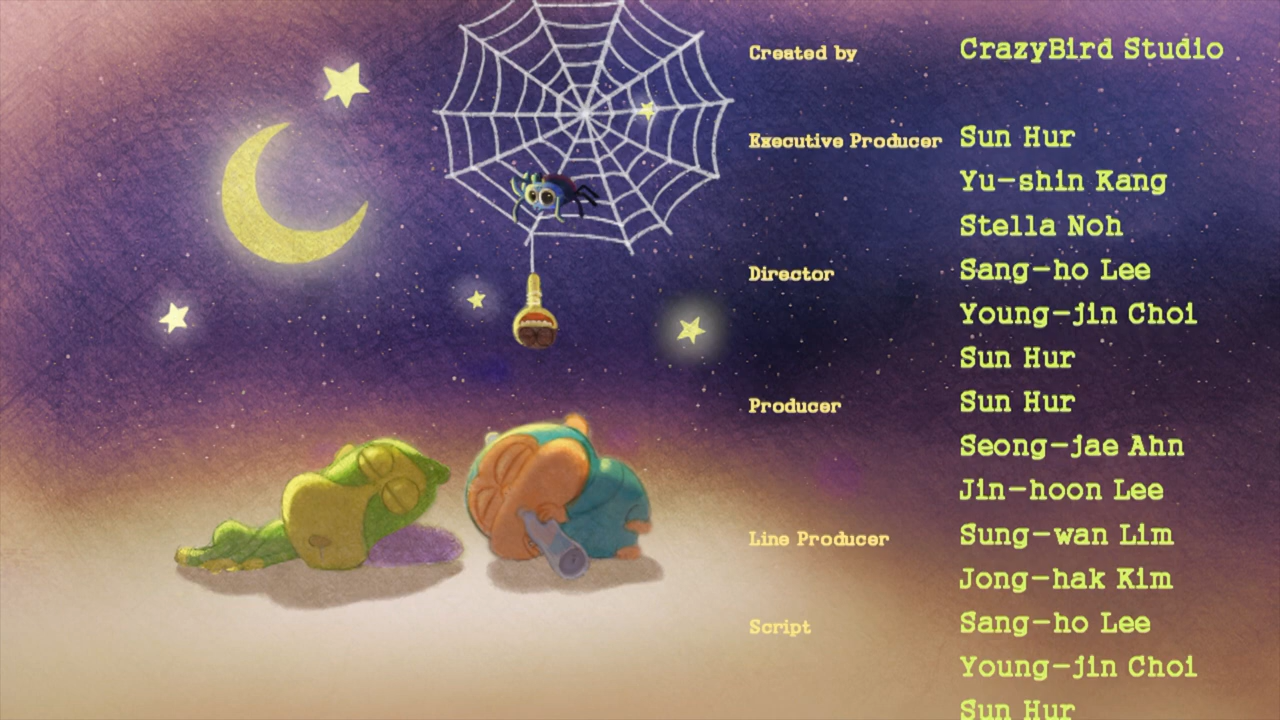 Created by CrazyBird Studio
Executive Producer Sun Hur
Yu-shin Kang
Stella Noh
Director Sang-ho Lee
Young-jin Choi
Sun Hur
Producer Sun Hur
Seong-jae Ahn
Jin-hoon Lee
Line Producer Sung-wan Lim
Jong-hak Kim
Script Sang-ho Lee
Young-jin Choi
Sun Hur